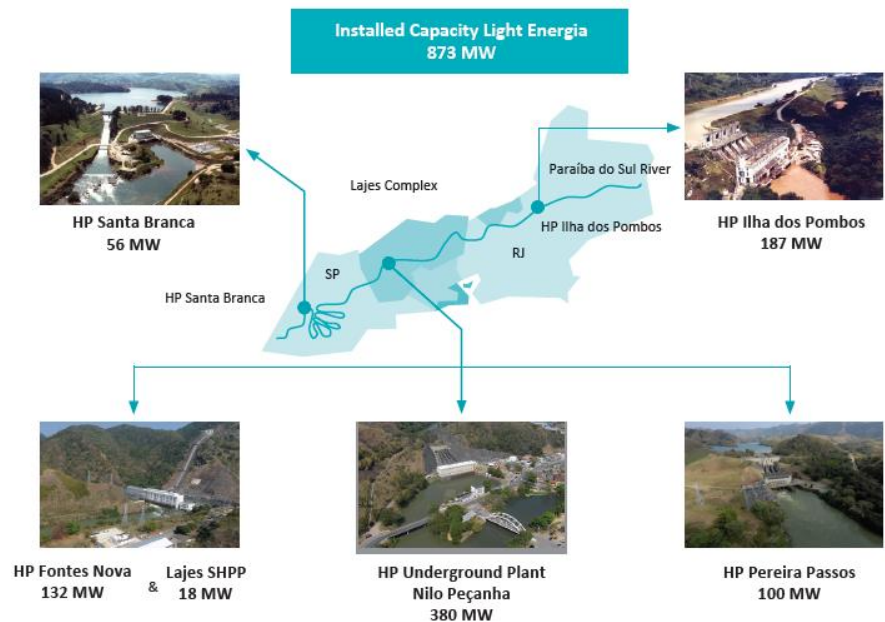 Installed Capacity Light Energia
873 MW
HP Santa Branca
56 MW
HP Ilha dos Pombos
187 MW
Lajes Complex
Paraíba do Sul River
HP Ilha dos Pombos
RJ
SP
HP Santa Branca
HP Fontes Nova
132 MW
&
Lajes SHPP
18 MW
HP Underground Plant
Nilo Peçanha
380 MW
HP Pereira Passos
100 MW